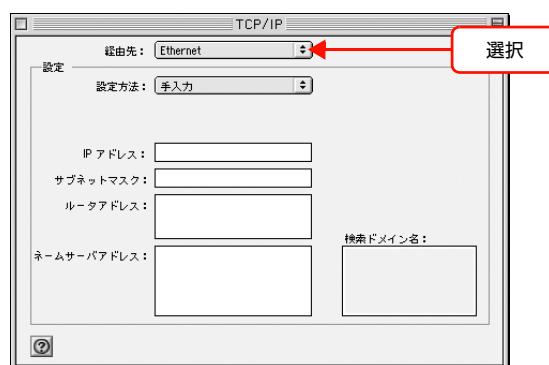 TCP/IP
経由先： Ethernet
選択
設定
設定方法： 手入力
IP アドレス：
サブネットマスク：
ルータアドレス：
検索ドメイン名：
ネームサーバアドレス：
?